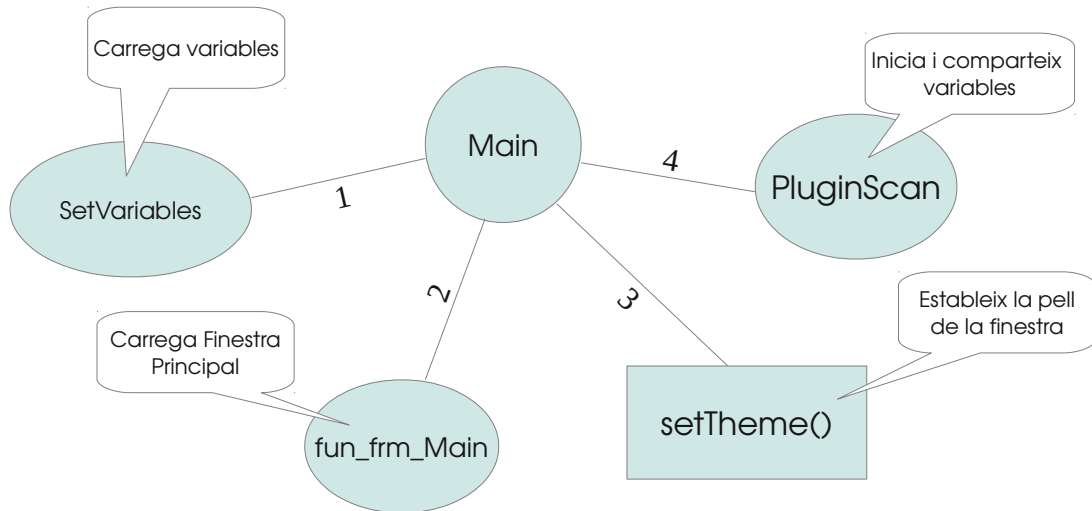 Carrega variables
Main
Inicia i comparteix
variables
4
PluginScan
SetVariables
1
2
3
Estableix la pell
de la finestra
Carrega Finestra
Principal
setTheme()
fun_frm_Main